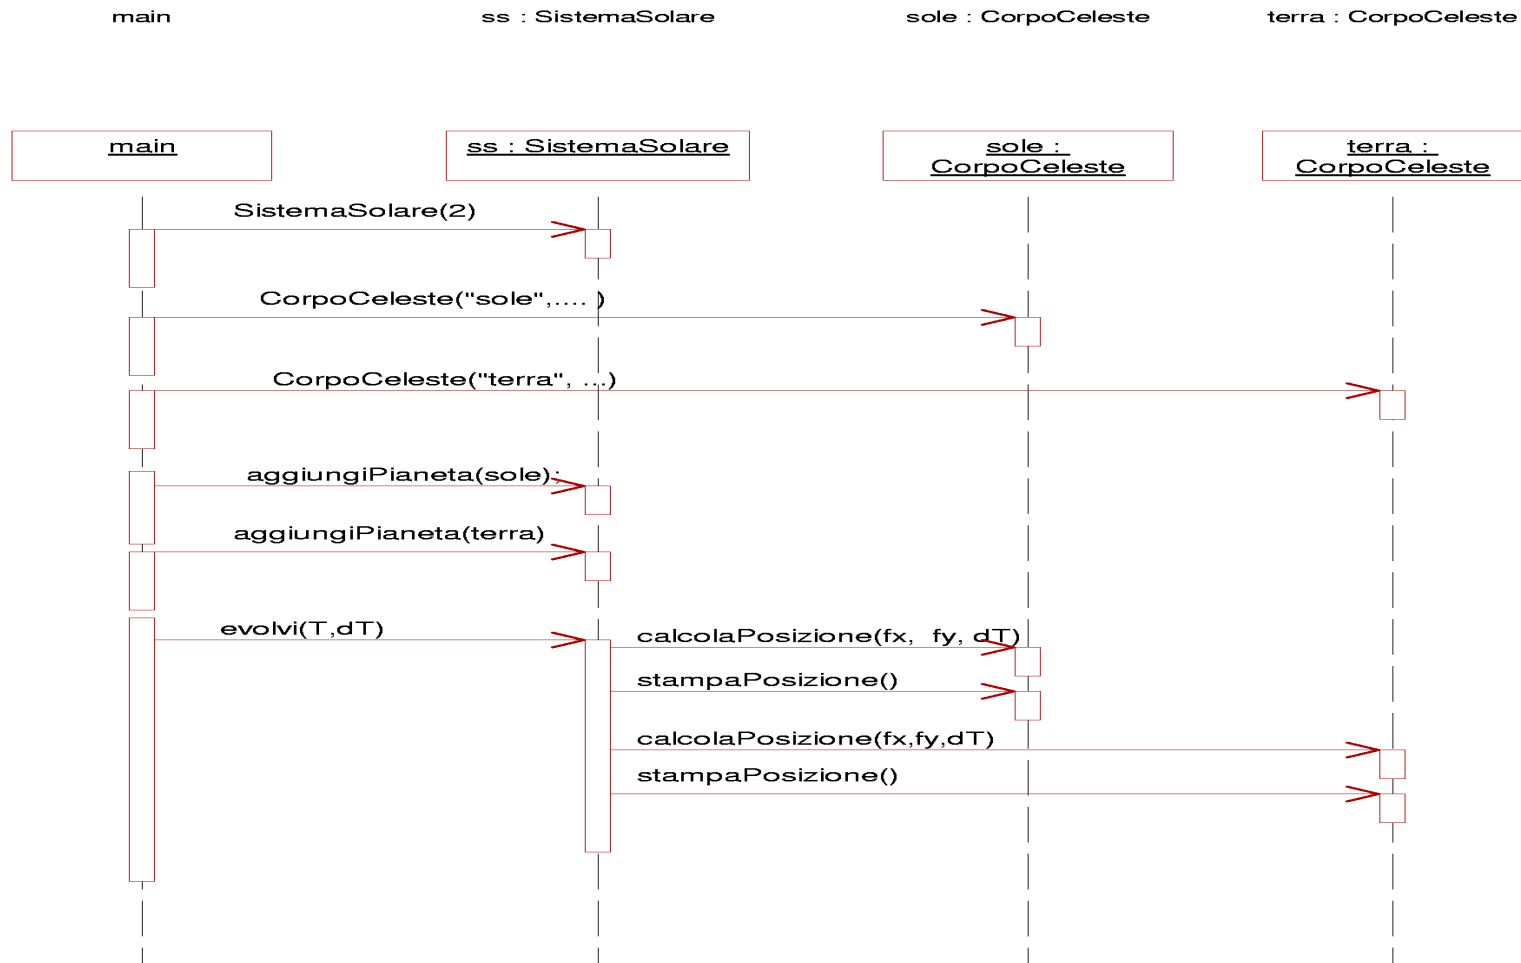 main
ss : SistemaSolare
sole : CorpoCeleste
terra : CorpoCeleste
main
ss : SistemaSolare
sole :
CorpoCeleste
terra :
CorpoCeleste
SistemaSolare(2)
CorpoCeleste("sole",.... )
CorpoCeleste("terra", ...)
aggiungiPianeta(sole);
aggiungiPianeta(terra)
evolvi(T,dT)
calcolaPosizione(fx, fy, dT)
stampaPosizione()
calcolaPosizione(fx,fy,dT)
stampaPosizione()